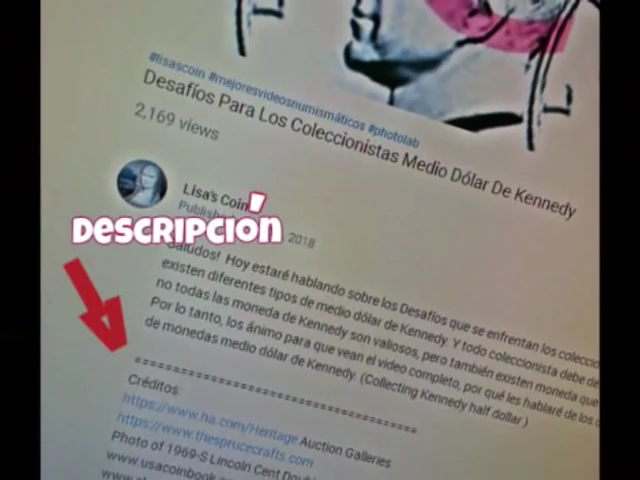 #lisascoin #mejoresvideosnumismáticos #photolab
Desafíos Para Los Coleccionistas Medio Dólar De Kennedy
2,169 views
Lisa's Coin
2018
DESCRIPCIÓN
Saludos! Hoy estaré hablando sobre los Desafíos que se enfrentan los coleccio
existen diferentes tipos de medio dólar de Kennedy. Y todo coleccionista debe de
no todas las moneda de Kennedy son valiosos, pero también existen moneda que
Por lo tanto, los ánimo para que vean el video completo, por qué les hablaré de los
de monedas medio dólar de Kennedy. (Collecting Kennedy half dollar )
====================================
Créditos:
https://www.ha.com/Heritage Auction Galleries
https://www.thesprucecrafts.com
Photo of 1969-S Lincoln Cent Doubl
www.usacoinbook.